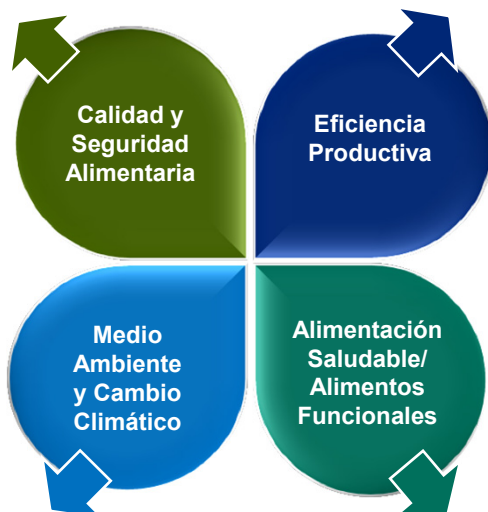 Calidad y
Seguridad
Alimentaria
Eficiencia
Productiva
Medio
Ambiente
y Cambio
Climático
Alimentación
Saludable/
Alimentos
Funcionales